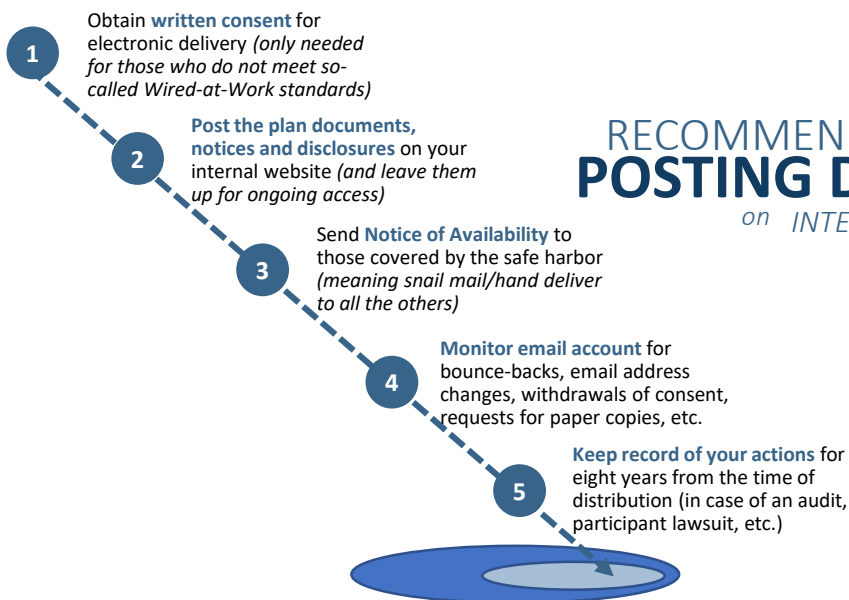 1
Obtain written consent for
electronic delivery (only needed
for those who do not meet so-
called Wired-at-Work standards)
2
Post the plan documents,
notices and disclosures on your
internal website (and leave them
up for ongoing access)
RECOMMEN
POSTING D
on INTE
3
Send Notice of Availability to
those covered by the safe harbor
(meaning snail mail/hand deliver
to all the others)
4
Monitor email account for
bounce-backs, email address
changes, withdrawals of consent,
requests for paper copies, etc.
5
Keep record of your actions for
eight years from the time of
distribution (in case of an audit,
participant lawsuit, etc.)